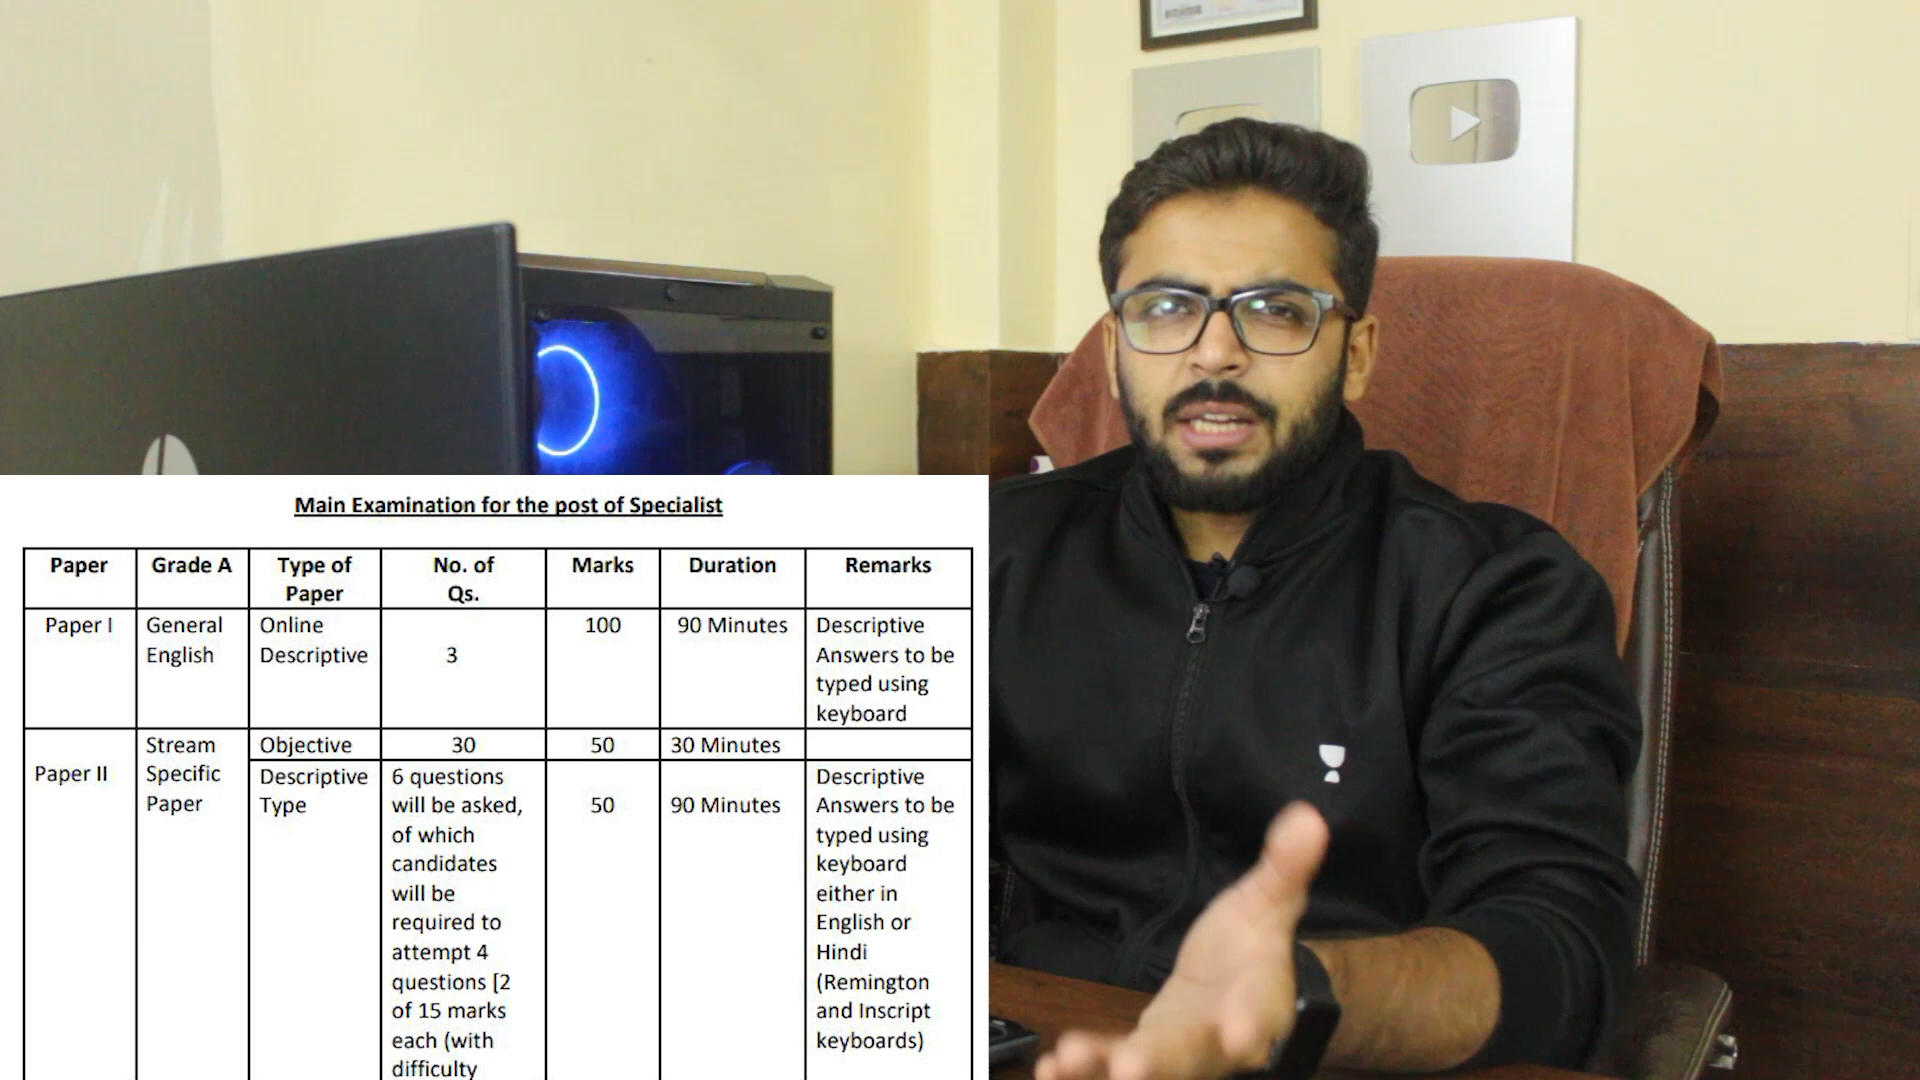 Main Examination for the post of Specialist
Paper Grade A Type of Paper No. of Qs. Marks Duration Remarks
Paper I General English Online Descriptive 3 100 90 Minutes Descriptive Answers to be typed using keyboard
Paper II Stream Specific Paper Objective 30 50 30 Minutes
Descriptive Type 6 questions will be asked, of which candidates will be required to attempt 4 questions [2 of 15 marks each (with difficulty 50 90 Minutes Descriptive Answers to be typed using keyboard either in English or Hindi (Remington and Inscript keyboards)